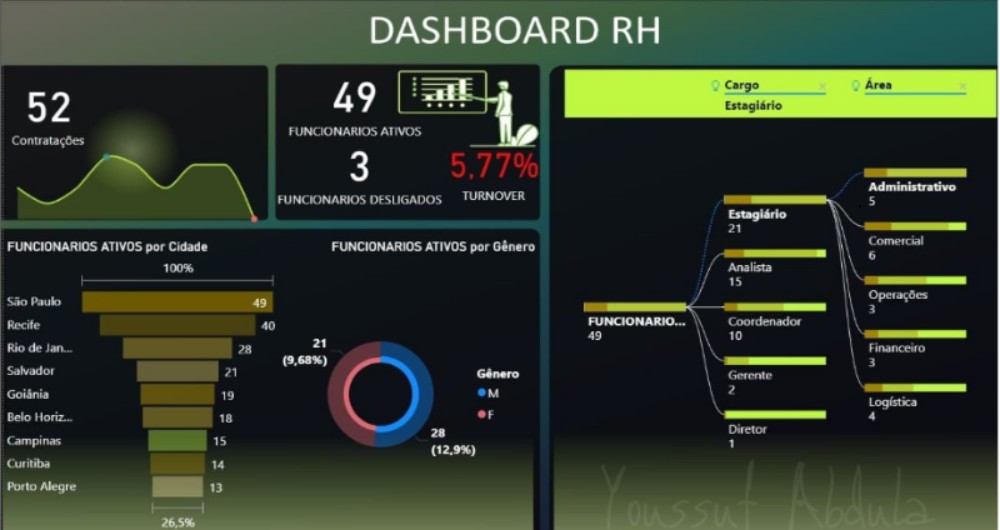 DASHBOARD RH
52
Contratações
49
FUNCIONARIOS ATIVOS
3
FUNCIONARIOS DESLIGADOS
5,77%
TURNOVER
FUNCIONARIOS ATIVOS por Cidade
100%
São Paulo 49
Recife 40
Rio de Jan... 28
Salvador 21
Goiânia 19
Belo Horiz... 18
Campinas 15
Curitiba 14
Porto Alegre 13
26,5%
FUNCIONARIOS ATIVOS por Gênero
21
(9,68%)
28
(12,9%)
Gênero
M
F
Cargo
Estagiário
Área
FUNCIONARIO...
49
Estagiário
21
Analista
15
Coordenador
10
Gerente
2
Diretor
1
Administrativo
5
Comercial
6
Operações
3
Financeiro
3
Logística
4
Youssut Abdula